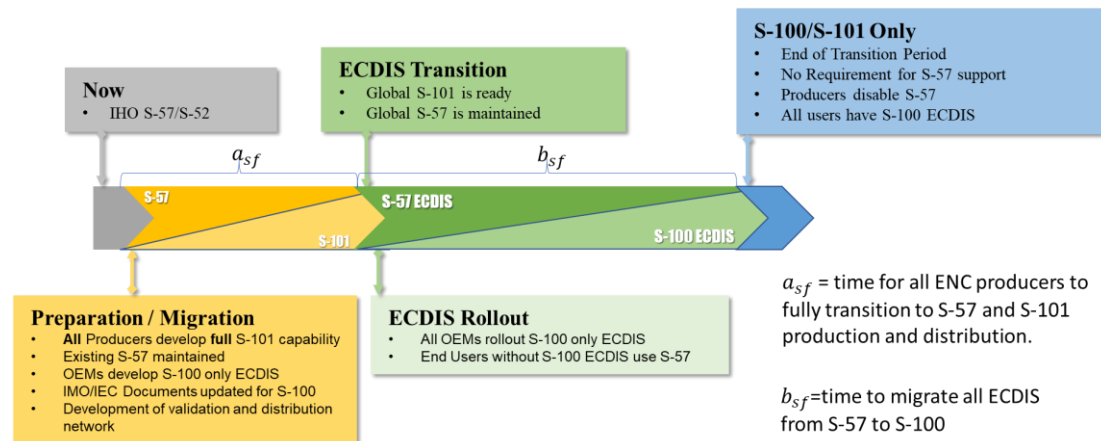 Now
• IHO S-57/S-52
ECDIS Transition
• Global S-101 is ready
• Global S-57 is maintained
S-100/S-101 Only
• End of Transition Period
• No Requirement for S-57 support
• Producers disable S-57
• All users have S-100 ECDIS
a_sf
b_sf
S-57
S-101
S-57 ECDIS
S-100 ECDIS
Preparation / Migration
• All Producers develop full S-101 capability
• Existing S-57 maintained
• OEMs develop S-100 only ECDIS
• IMO/IEC Documents updated for S-100
• Development of validation and distribution
network
ECDIS Rollout
• All OEMs rollout S-100 only ECDIS
• End Users without S-100 ECDIS use S-57
a_sf = time for all ENC producers to
fully transition to S-57 and S-101
production and distribution.
b_sf=time to migrate all ECDIS
from S-57 to S-100